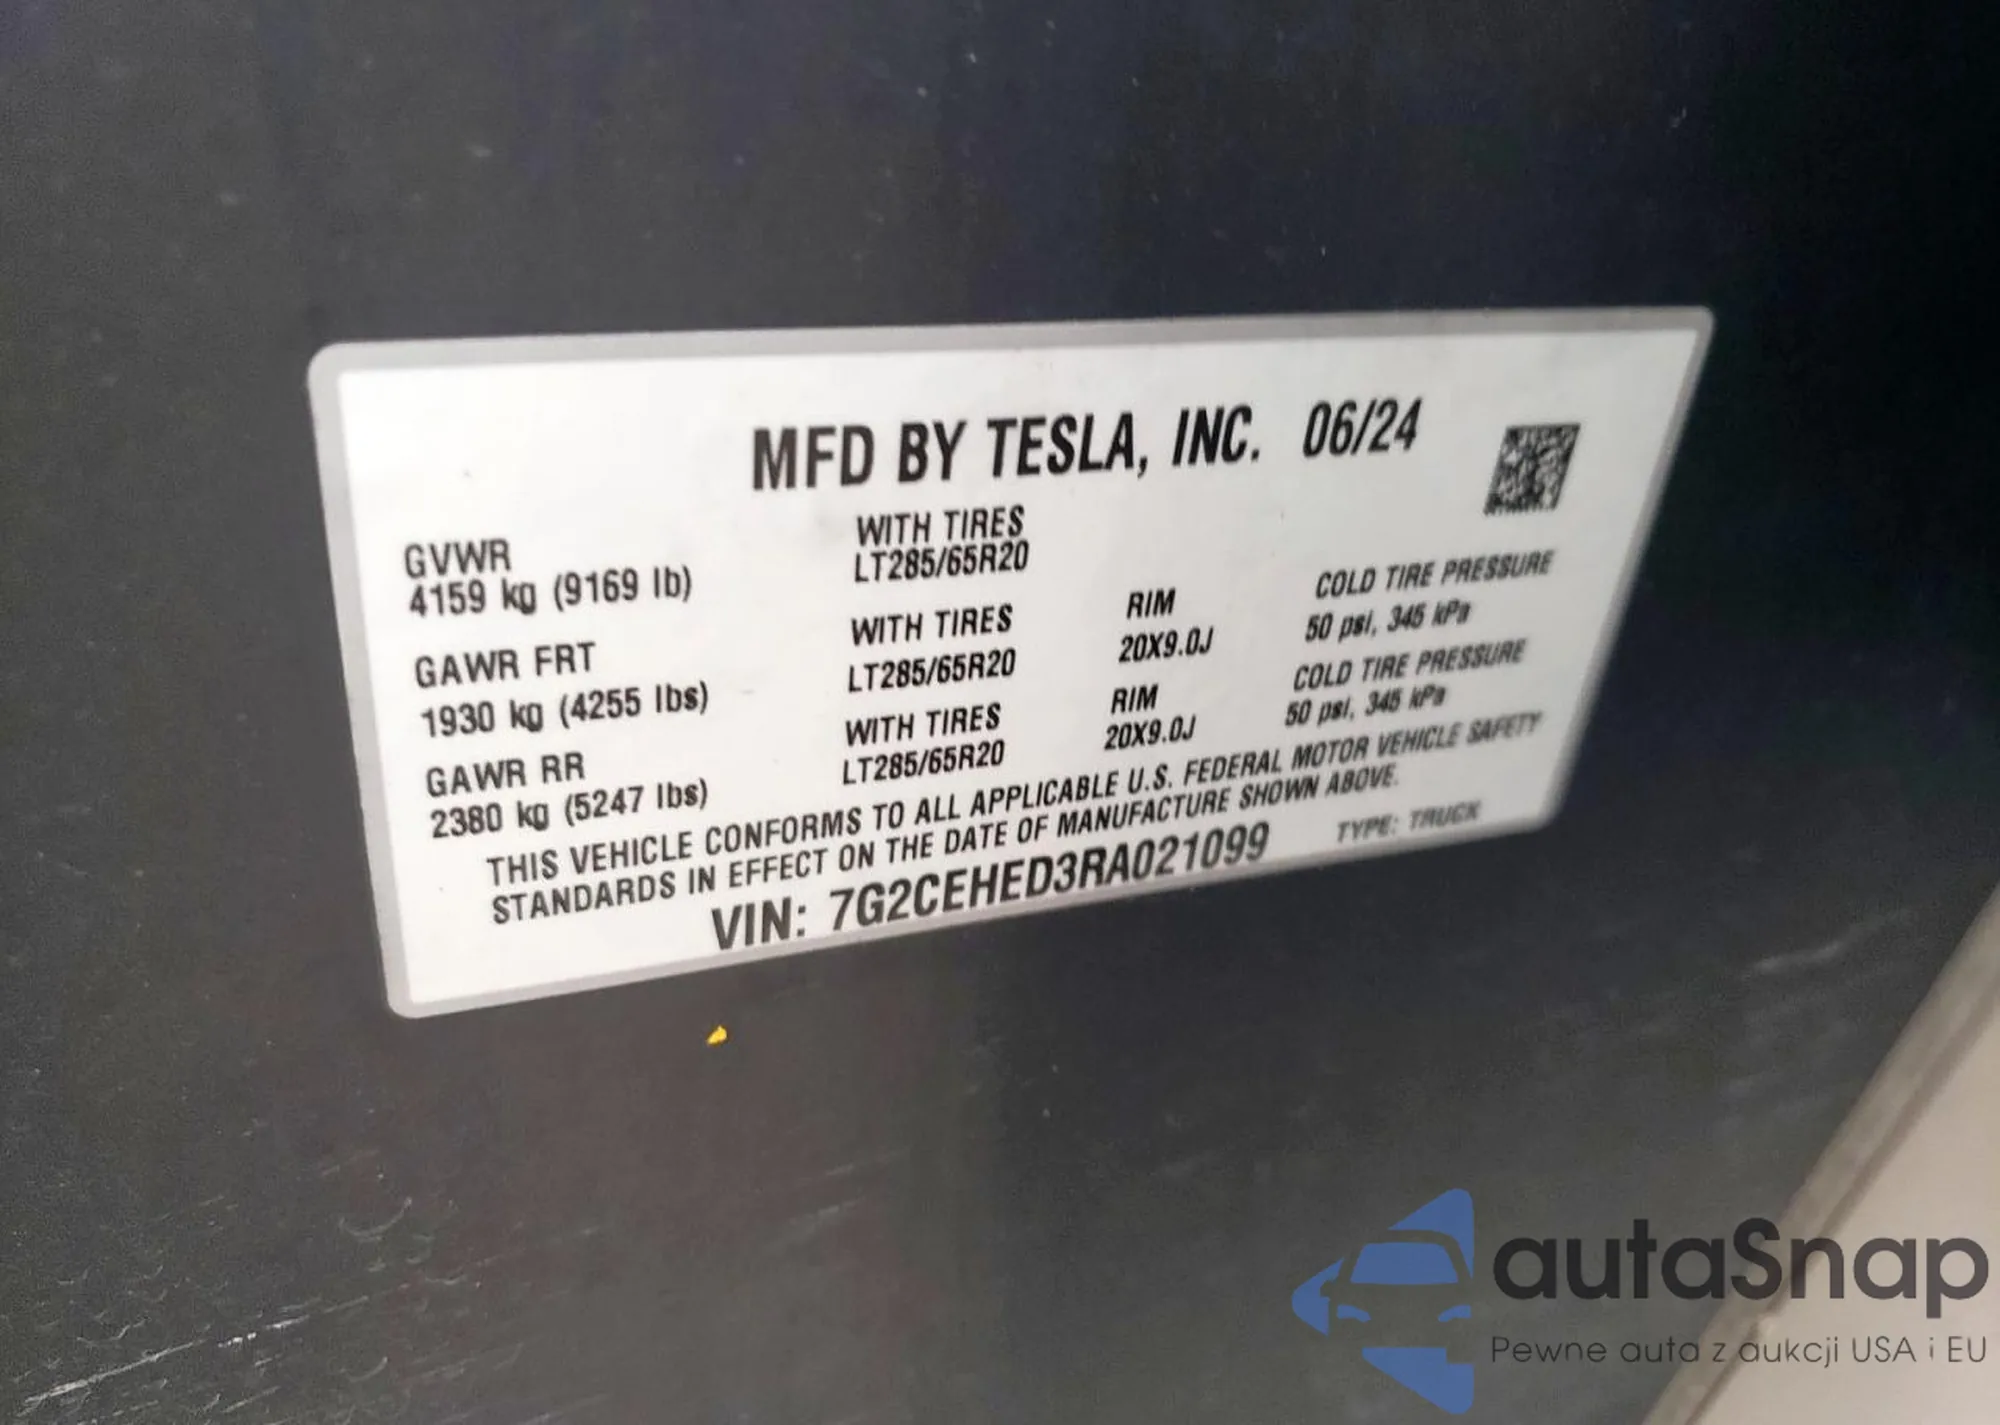 MFD BY TESLA, INC. 06/24
GVWR
4159 kg (9169 lb)
WITH TIRES
LT285/65R20
GAWR FRT
1930 kg (4255 lbs)
WITH TIRES
LT285/65R20
RIM
20X9.0J
COLD TIRE PRESSURE
50 psi, 345 kPa
GAWR RR
2380 kg (5247 lbs)
WITH TIRES
LT285/65R20
RIM
20X9.0J
COLD TIRE PRESSURE
50 psi, 345 kPa
THIS VEHICLE CONFORMS TO ALL APPLICABLE U.S. FEDERAL MOTOR VEHICLE SAFETY
STANDARDS IN EFFECT ON THE DATE OF MANUFACTURE SHOWN ABOVE.
VIN: 7G2CEHED3RA021099
TYPE: TRUCK
autaSnap
Pewne auta z aukcji USA i EU